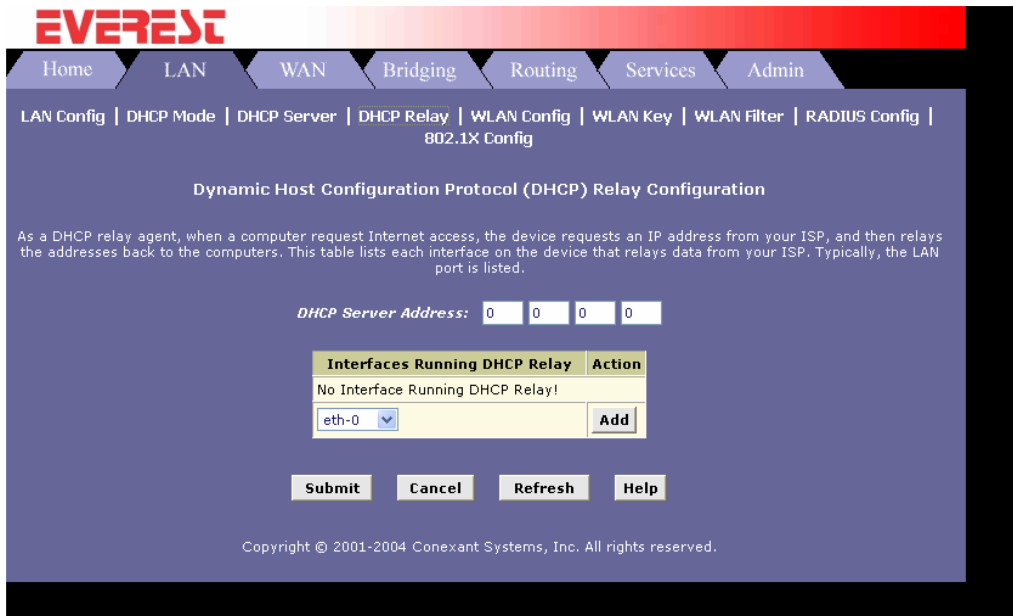 EVEREST
Home LAN WAN Bridging Routing Services Admin
LAN Config | DHCP Mode | DHCP Server | DHCP Relay | WLAN Config | WLAN Key | WLAN Filter | RADIUS Config |
802.1X Config
Dynamic Host Configuration Protocol (DHCP) Relay Configuration
As a DHCP relay agent, when a computer request Internet access, the device requests an IP address from your ISP, and then relays
the addresses back to the computers. This table lists each interface on the device that relays data from your ISP. Typically, the LAN
port is listed.
DHCP Server Address: 0 0 0 0
Interfaces Running DHCP Relay Action
No Interface Running DHCP Relay!
eth-0 Add
Submit Cancel Refresh Help
Copyright © 2001-2004 Conexant Systems, Inc. All rights reserved.